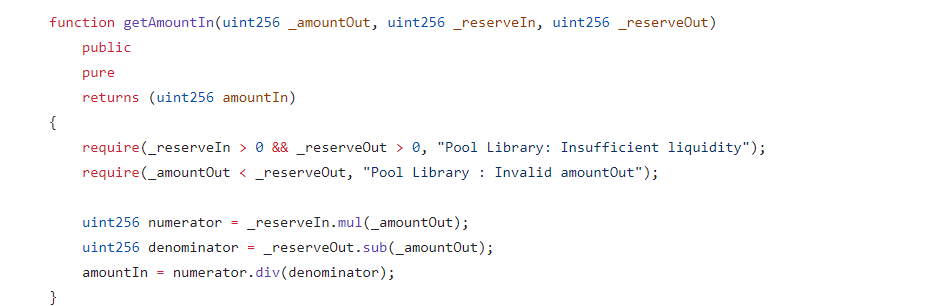 function getAmountIn(uint256 _amountOut, uint256 _reserveIn, uint256 _reserveOut)
    public
    pure
    returns (uint256 amountIn)
{
    require(_reserveIn > 0 && _reserveOut > 0, "Pool Library: Insufficient liquidity");
    require(_amountOut < _reserveOut, "Pool Library : Invalid amountOut");

    uint256 numerator = _reserveIn.mul(_amountOut);
    uint256 denominator = _reserveOut.sub(_amountOut);
    amountIn = numerator.div(denominator);
}